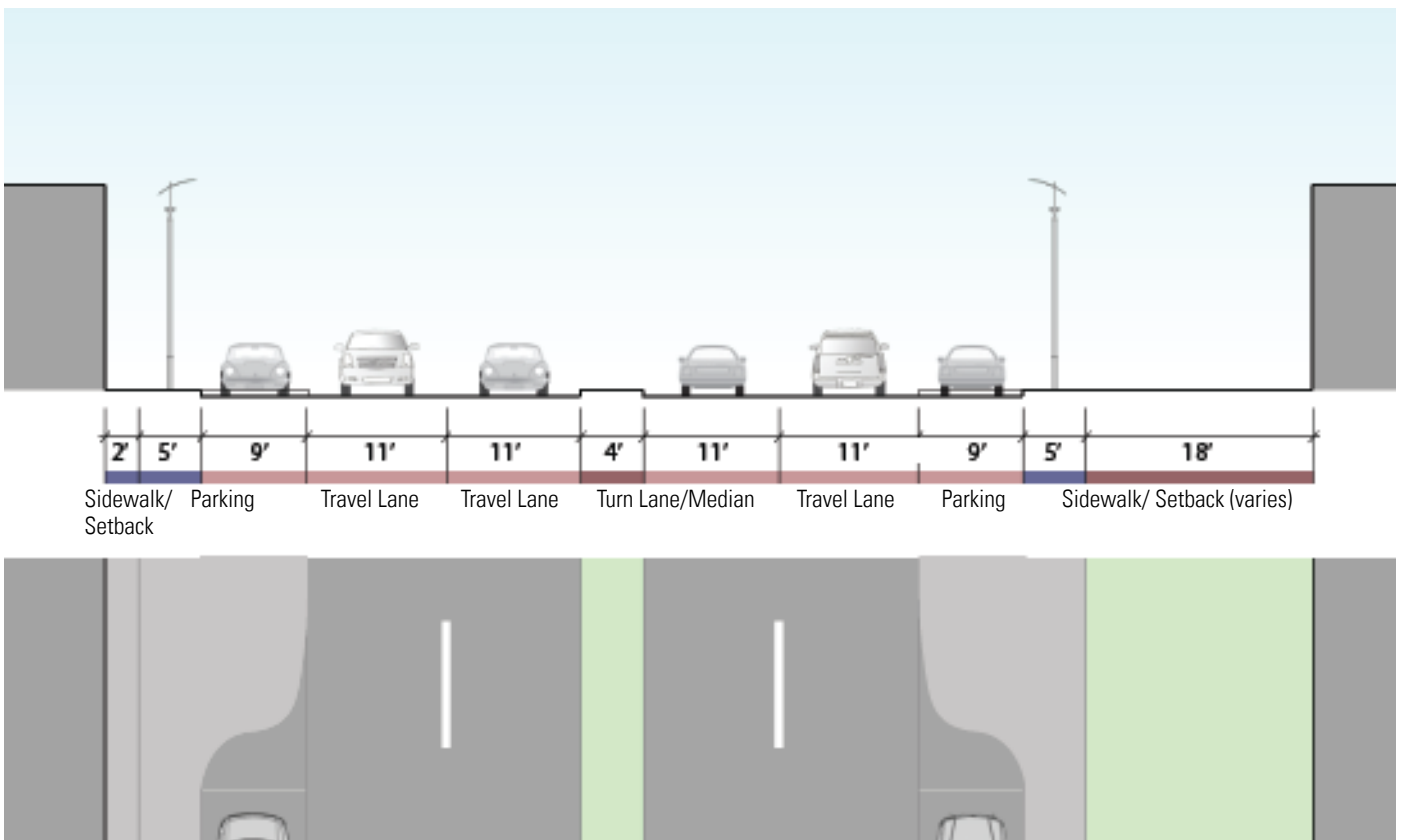 2′ 5′ 9′ 11′ 11′ 4′ 11′ 11′ 9′ 5′ 18′
Sidewalk/ Parking Travel Lane Travel Lane Turn Lane/Median Travel Lane Parking Sidewalk/ Setback (varies)
Setback